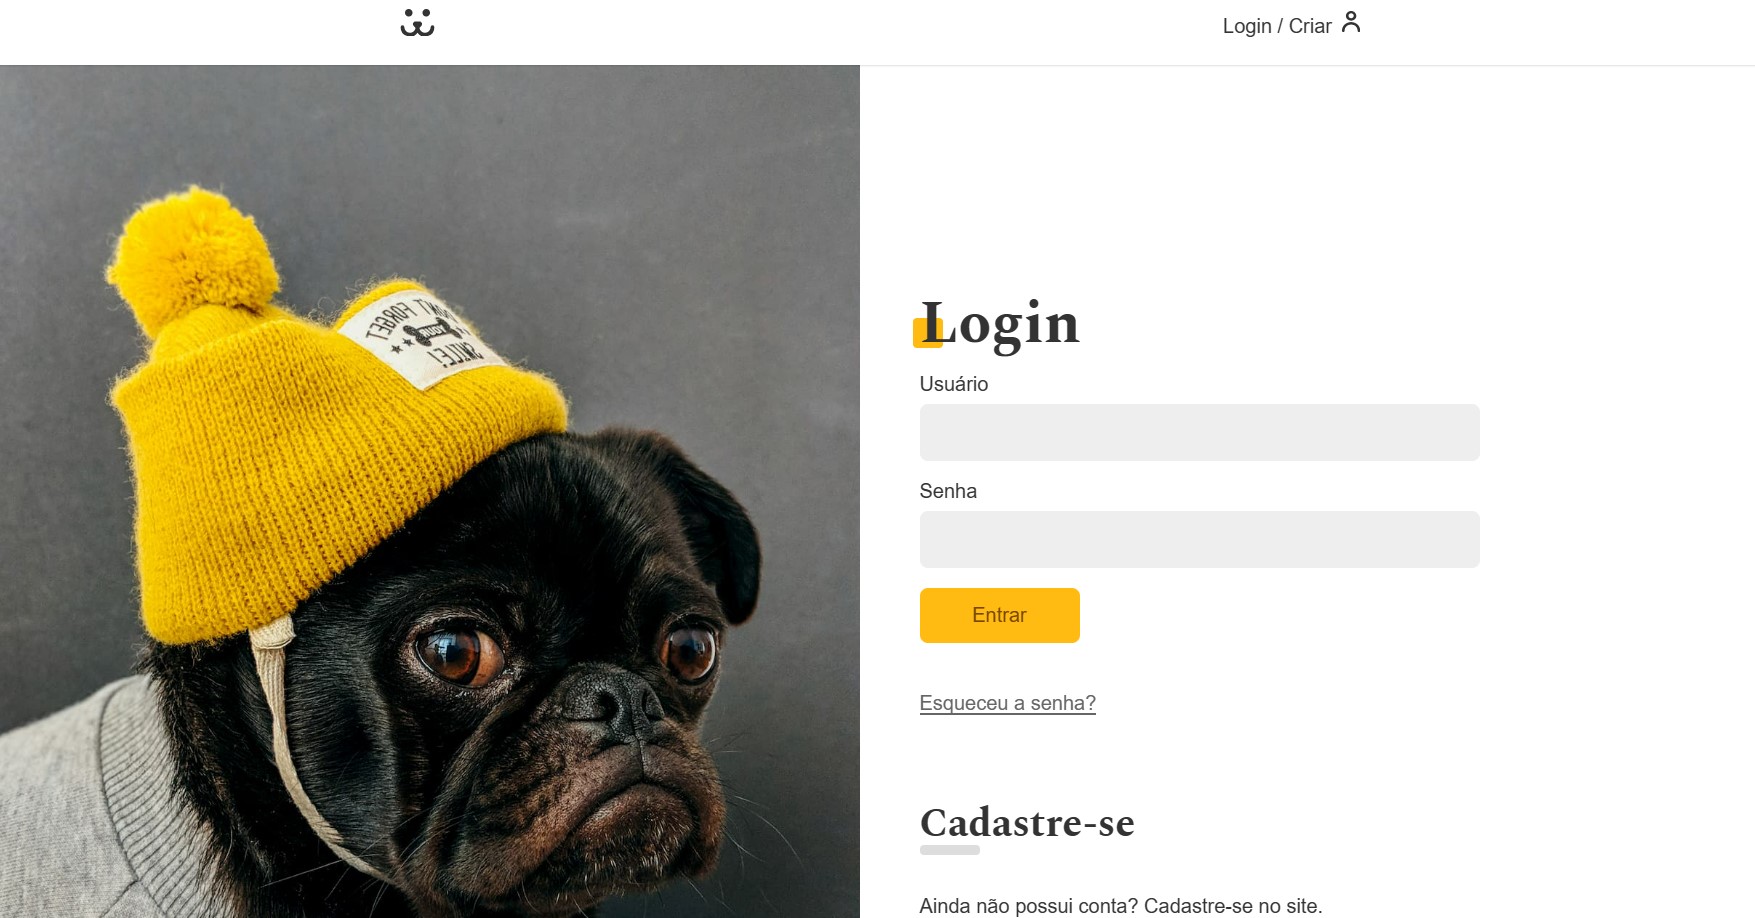 Login / Criar
DON'T FORGET
YOUR
SMILE!
Login
Usuário
Senha
Entrar
Esqueceu a senha?
Cadastre-se
Ainda não possui conta? Cadastre-se no site.